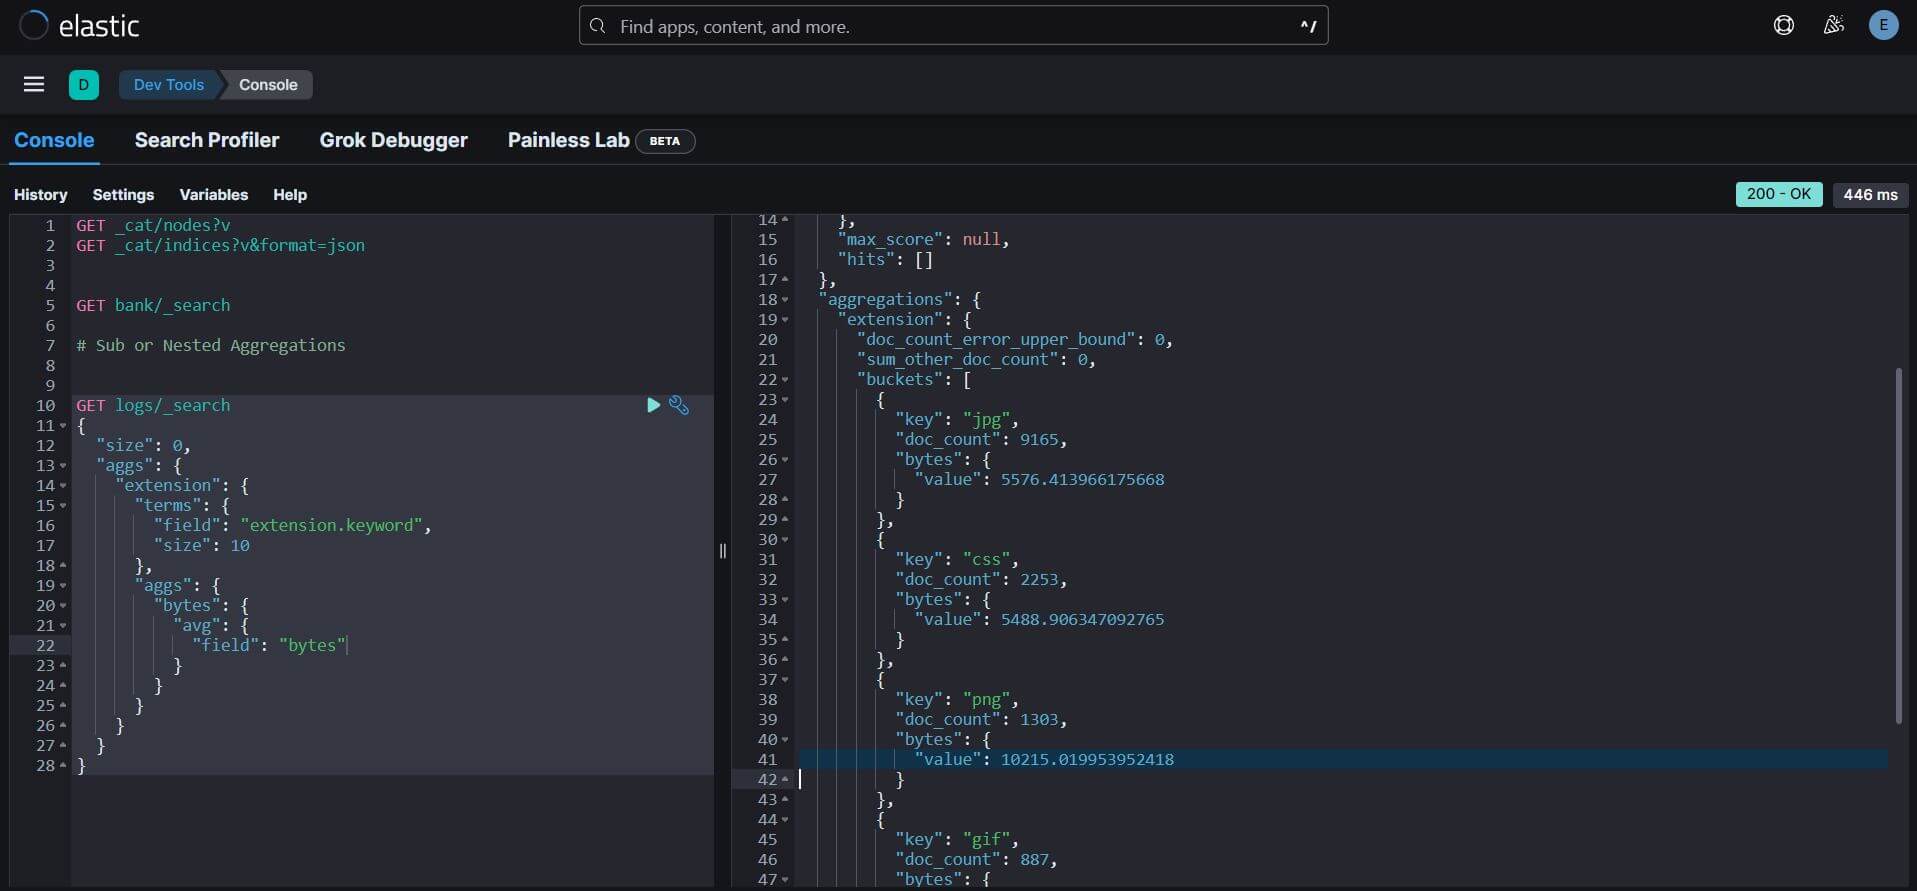 elastic
Find apps, content, and more.
^/
E
D
Dev Tools
Console
Console
Search Profiler
Grok Debugger
Painless Lab
BETA
History
Settings
Variables
Help
200 - OK
446 ms
1 GET _cat/nodes?v
2 GET _cat/indices?v&format=json
3
4
5 GET bank/_search
6
7 # Sub or Nested Aggregations
8
9
10 GET logs/_search
11 {
12 "size": 0,
13 "aggs": {
14 "extension": {
15 "terms": {
16 "field": "extension.keyword",
17 "size": 10
18 },
19 "aggs": {
20 "bytes": {
21 "avg": {
22 "field": "bytes"
23 }
24 }
25 }
26 }
27 }
28 }
14 },
15 "max_score": null,
16 "hits": []
17 },
18 "aggregations": {
19 "extension": {
20 "doc_count_error_upper_bound": 0,
21 "sum_other_doc_count": 0,
22 "buckets": [
23 {
24 "key": "jpg",
25 "doc_count": 9165,
26 "bytes": {
27 "value": 5576.413966175668
28 }
29 },
30 {
31 "key": "css",
32 "doc_count": 2253,
33 "bytes": {
34 "value": 5488.906347092765
35 }
36 },
37 {
38 "key": "png",
39 "doc_count": 1303,
40 "bytes": {
41 "value": 10215.019953952418
42 }
43 },
44 {
45 "key": "gif",
46 "doc_count": 887,
47 "bytes": {